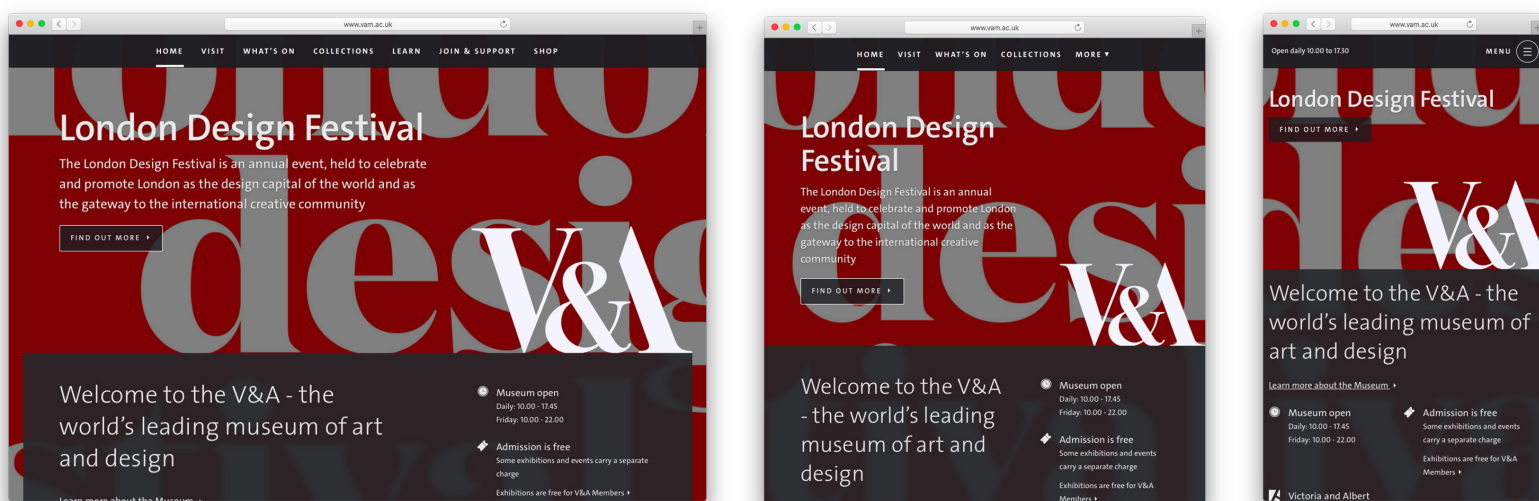 www.vam.ac.uk
HOME VISIT WHAT'S ON COLLECTIONS LEARN JOIN & SUPPORT SHOP
london
desig
London Design Festival
The London Design Festival is an annual event, held to celebrate
and promote London as the design capital of the world and as
the gateway to the international creative community
FIND OUT MORE
V&A
Welcome to the V&A - the
world's leading museum of art
and design
Learn more about the Museum
Museum open
Daily: 10.00 - 17.45
Friday: 10.00 - 22.00
Admission is free
Some exhibitions and events carry a separate
charge
Exhibitions are free for V&A Members
www.vam.ac.uk
HOME VISIT WHAT'S ON COLLECTIONS MORE
London Design
Festival
The London Design Festival is an annual
event, held to celebrate and promote London
as the design capital of the world and as the
gateway to the international creative
community
FIND OUT MORE
des
V&A
Welcome to the V&A
- the world's leading
museum of art and
design
Museum open
Daily: 10.00 - 17.45
Friday: 10.00 - 22.00
Admission is free
Some exhibitions and events
carry a separate charge
Exhibitions are free for V&A
Members
www.vam.ac.uk
Open daily 10.00 to 17.30
MENU
London Design Festival
FIND OUT MORE
de
V&A
Welcome to the V&A - the
world's leading museum of
art and design
Learn more about the Museum
Museum open
Daily: 10.00 - 17.45
Friday: 10.00 - 22.00
Admission is free
Some exhibitions and events
carry a separate charge
Exhibitions are free for V&A
Members
Victoria and Albert